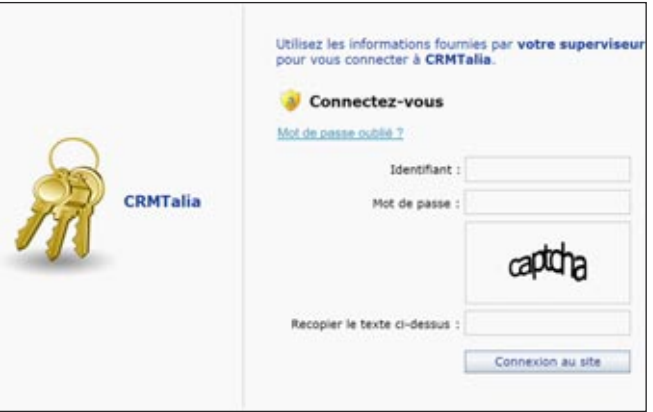 Utilisez les informations fournies par votre superviseur
pour vous connecter à CRMTalia.
Connectez-vous
Mot de passe oublié ?
CRMTalia
Identifiant :
Mot de passe :
captcha
Recopier le texte ci-dessus :
Connexion au site